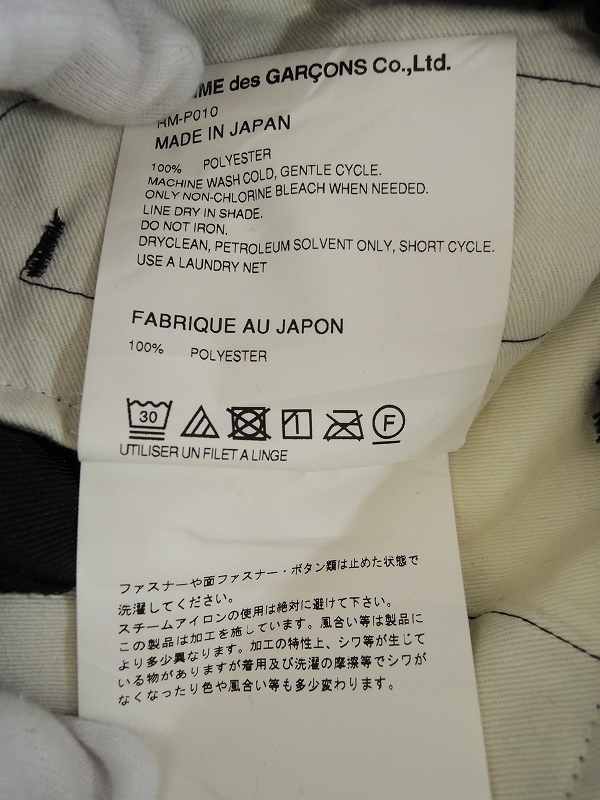 ME des GARÇONS Co.,Ltd.
RM-P010
MADE IN JAPAN
100% POLYESTER
MACHINE WASH COLD, GENTLE CYCLE.
ONLY NON-CHLORINE BLEACH WHEN NEEDED.
LINE DRY IN SHADE.
DO NOT IRON.
DRYCLEAN, PETROLEUM SOLVENT ONLY, SHORT CYCLE.
USE A LAUNDRY NET
FABRIQUE AU JAPON
100% POLYESTER
30 F
UTILISER UN FILET A LINGE
ファスナーや面ファスナー・ボタン類は止めた状態で
洗濯してください。
スチームアイロンの使用は絶対に避けて下さい。
この製品は加工を施しています。風合い等は製品に
より多少異なります。加工の特性上、シワ等が生じて
いる物がありますが着用及び洗濯の摩擦等でシワが
なくなったり色や風合い等も多少変わります。